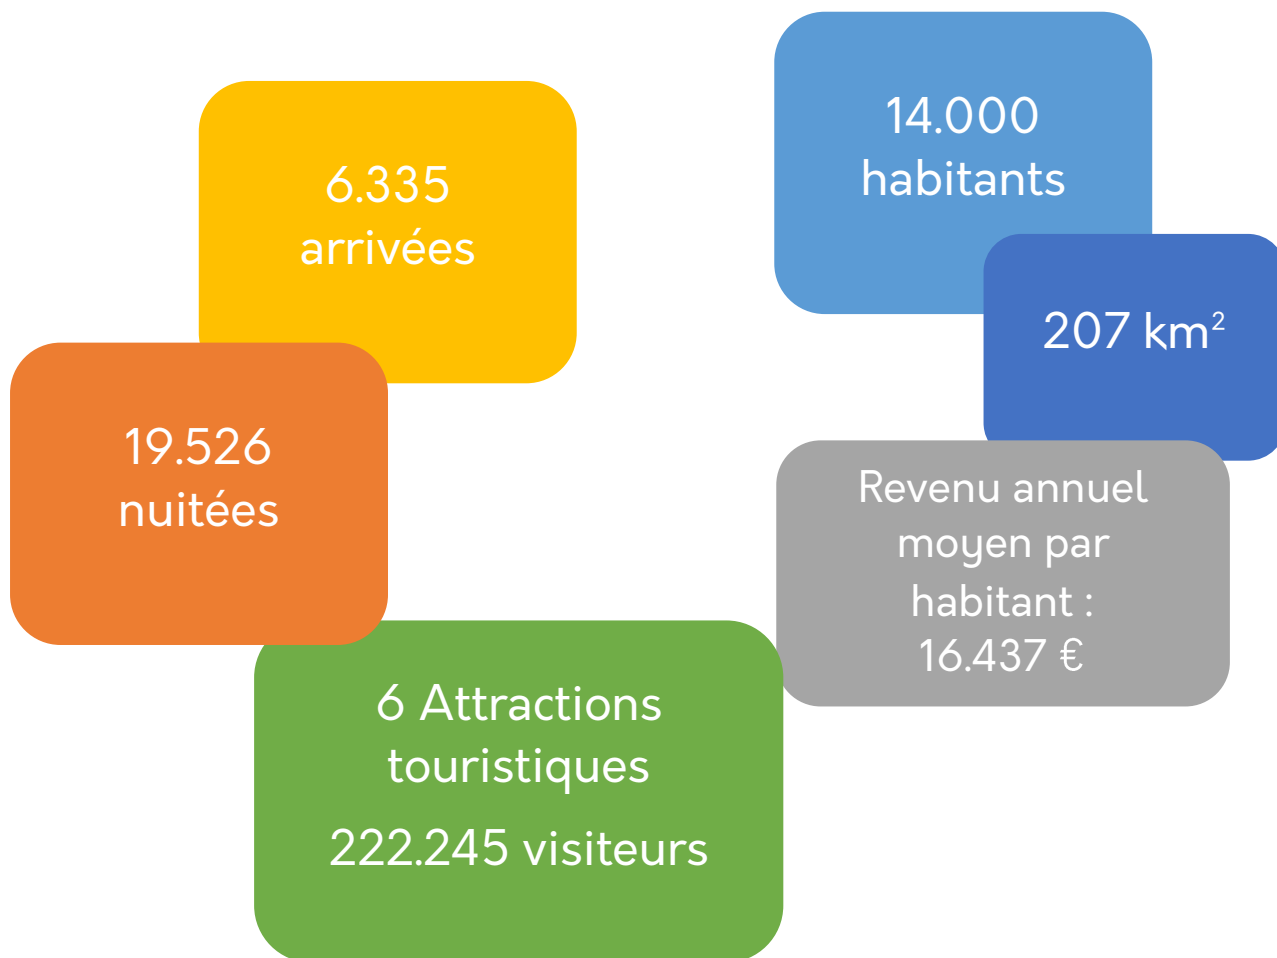 6.335
arrivées
19.526
nuitées
6 Attractions
touristiques
222.245 visiteurs
14.000
habitants
207 km²
Revenu annuel
moyen par
habitant :
16.437 €